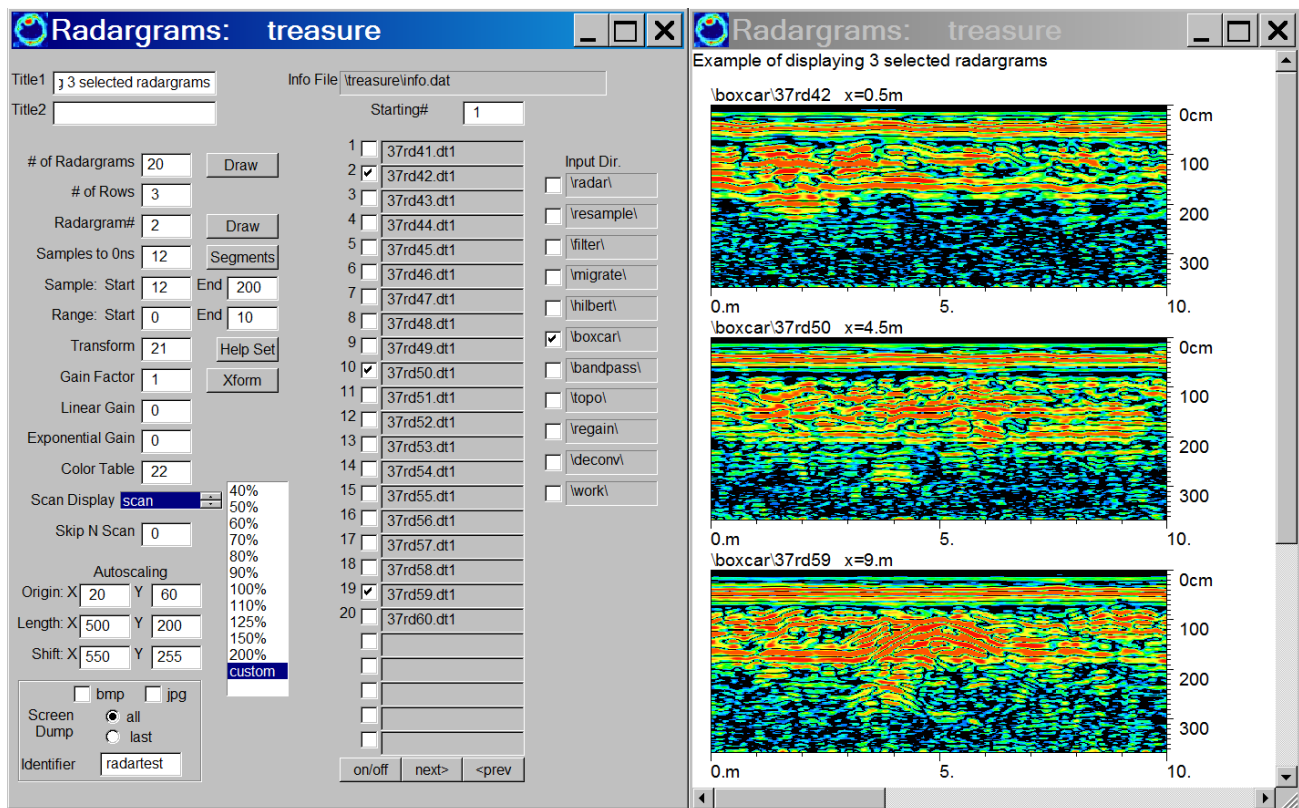 Radargrams: treasure
Title1 g 3 selected radargrams
Title2
Info File \treasure\info.dat
Starting# 1
# of Radargrams 20 Draw
# of Rows 3
Radargram# 2 Draw
Samples to 0ns 12 Segments
Sample: Start 12 End 200
Range: Start 0 End 10
Transform 21 Help Set
Gain Factor 1 Xform
Linear Gain 0
Exponential Gain 0
Color Table 22
Scan Display scan
Skip N Scan 0
Autoscaling
Origin: X 20 Y 60
Length: X 500 Y 200
Shift: X 550 Y 255
bmp jpg
Screen Dump
all
last
Identifier radartest
40%
50%
60%
70%
80%
90%
100%
110%
125%
150%
200%
custom
1 37rd41.dt1
2 37rd42.dt1
3 37rd43.dt1
4 37rd44.dt1
5 37rd45.dt1
6 37rd46.dt1
7 37rd47.dt1
8 37rd48.dt1
9 37rd49.dt1
10 37rd50.dt1
11 37rd51.dt1
12 37rd52.dt1
13 37rd53.dt1
14 37rd54.dt1
15 37rd55.dt1
16 37rd56.dt1
17 37rd57.dt1
18 37rd58.dt1
19 37rd59.dt1
20 37rd60.dt1
on/off next> <prev
Input Dir.
\radar\
\resample\
\filter\
\migrate\
\hilbert\
\boxcar\
\bandpass\
\topo\
\regain\
\deconv\
\work\
Radargrams: treasure
Example of displaying 3 selected radargrams
\boxcar\37rd42 x=0.5m
0cm
100
200
300
0.m 5. 10.
\boxcar\37rd50 x=4.5m
0cm
100
200
300
0.m 5. 10.
\boxcar\37rd59 x=9.m
0cm
100
200
300
0.m 5. 10.